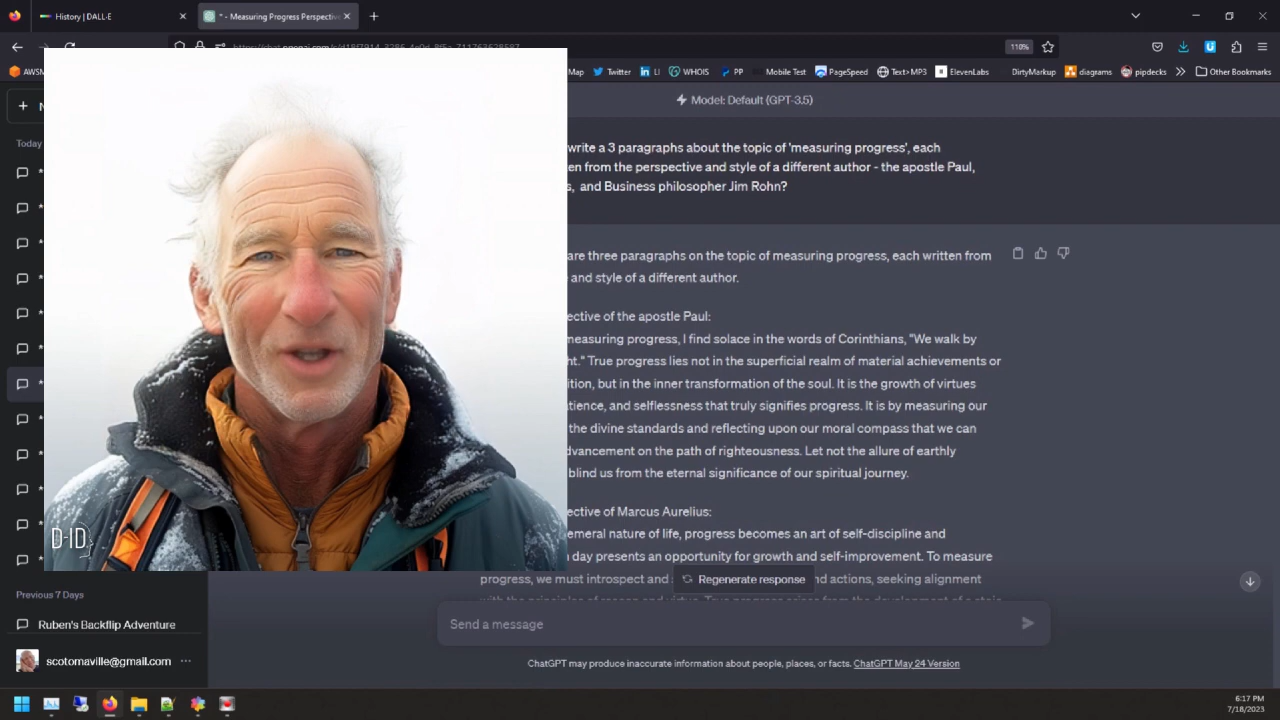 History | DALL·E
* - Measuring Progress Perspectiv
110%
AWSM
Map
Twitter
LI
WHOIS
PP
Mobile Test
PageSpeed
Text>MP3
ElevenLabs
DirtyMarkup
diagrams
pipdecks
Other Bookmarks
N
Model: Default (GPT-3.5)
Today
write a 3 paragraphs about the topic of 'measuring progress', each
en from the perspective and style of a different author - the apostle Paul,
s, and Business philosopher Jim Rohn?
are three paragraphs on the topic of measuring progress, each written from
and style of a different author.
ective of the apostle Paul:
measuring progress, I find solace in the words of Corinthians, "We walk by
ht." True progress lies not in the superficial realm of material achievements or
ition, but in the inner transformation of the soul. It is the growth of virtues
atience, and selflessness that truly signifies progress. It is by measuring our
the divine standards and reflecting upon our moral compass that we can
dvancement on the path of righteousness. Let not the allure of earthly
blind us from the eternal significance of our spiritual journey.
ective of Marcus Aurelius:
emeral nature of life, progress becomes an art of self-discipline and
h day presents an opportunity for growth and self-improvement. To measure
progress, we must introspect and
Regenerate response
nd actions, seeking alignment
D-ID
Previous 7 Days
Ruben's Backflip Adventure
Send a message
scotomaville@gmail.com
ChatGPT may produce inaccurate information about people, places, or facts. ChatGPT May 24 Version
6:17 PM
7/18/2023